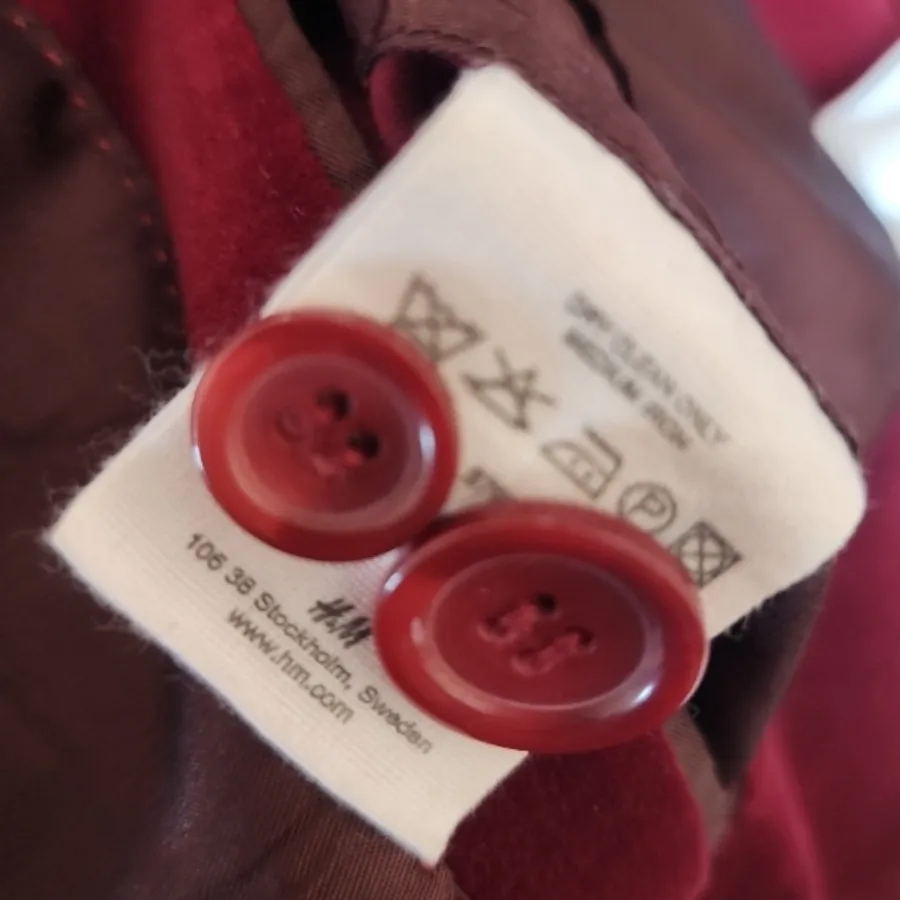 DRY CLEAN ONLY
MEDIUM IRON
P
H&M
106 38 Stockholm, Sweden
www.hm.com